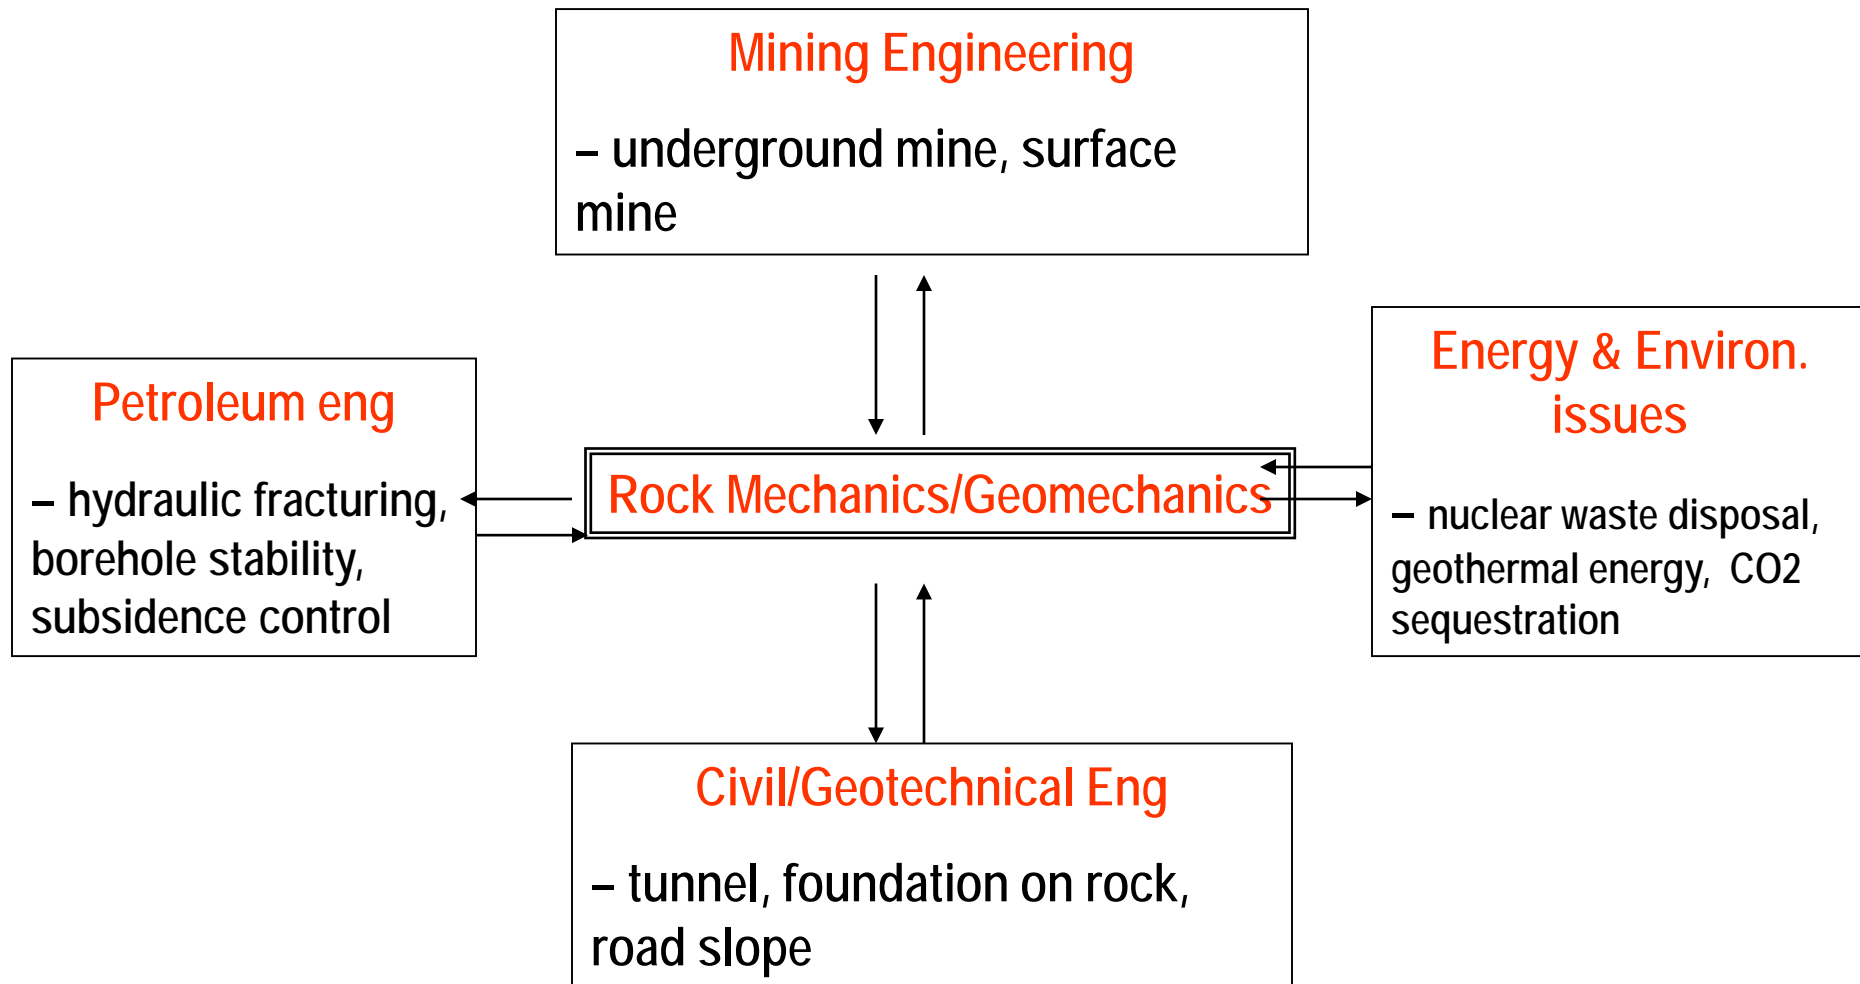 Mining Engineering
– underground mine, surface
mine
Petroleum eng
– hydraulic fracturing,
borehole stability,
subsidence control
Rock Mechanics/Geomechanics
Energy & Environ.
issues
– nuclear waste disposal,
geothermal energy, CO2
sequestration
Civil/Geotechnical Eng
– tunnel, foundation on rock,
road slope